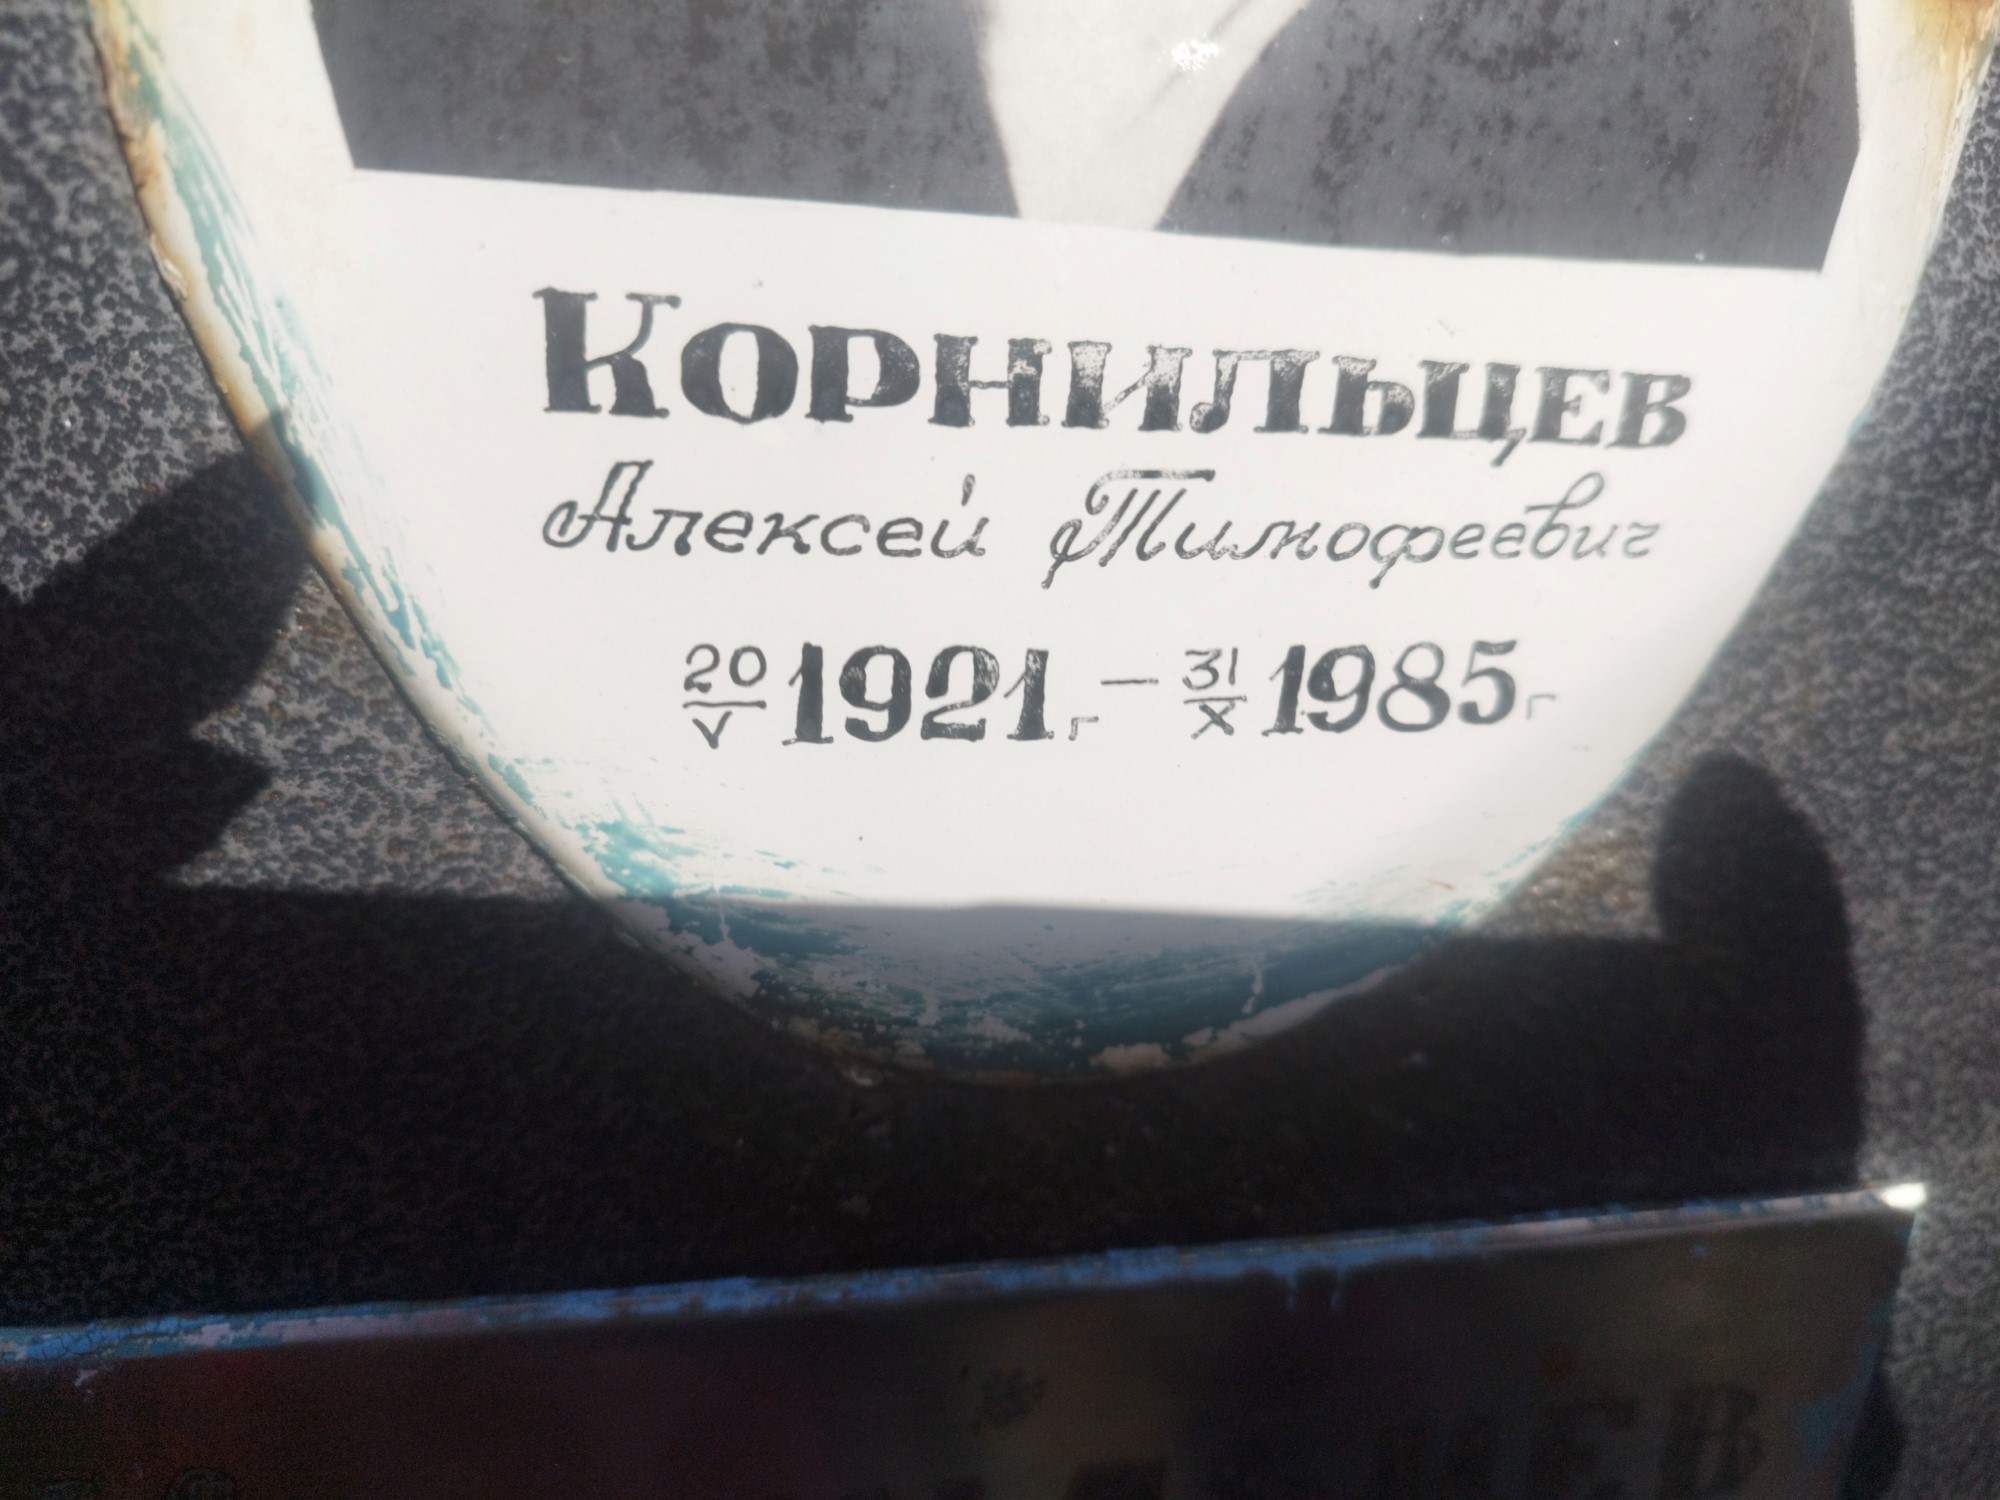 Корнильцев
Алексей Тимофеевич
20/V 1921г. — 31/X 1985г